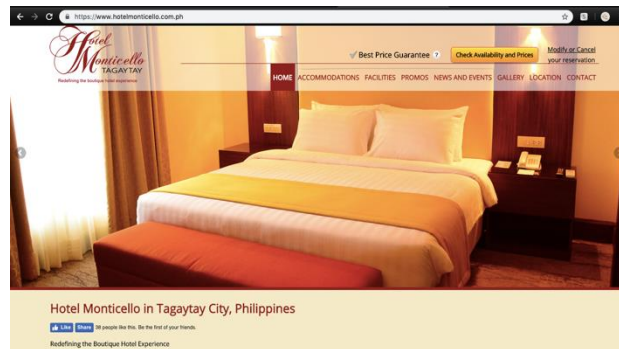 https://www.hotelmonticello.com.ph
Hotel
Monticello
TAGAYTAY
Redefining the boutique hotel experience
Best Price Guarantee ?
Check Availability and Prices
Modify or Cancel
your reservation
HOME ACCOMMODATIONS FACILITIES PROMOS NEWS AND EVENTS GALLERY LOCATION CONTACT
Hotel Monticello in Tagaytay City, Philippines
Like Share 98 people like this. Be the first of your friends.
Redefining the Boutique Hotel Experience